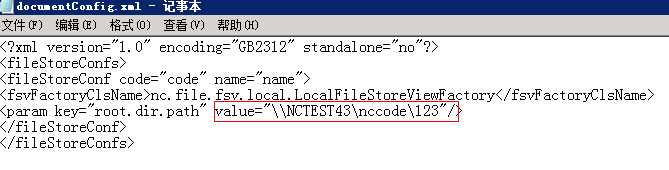 documentConfig.xml - 记事本
文件(F) 编辑(E) 格式(O) 查看(V) 帮助(H)
<?xml version="1.0" encoding="GB2312" standalone="no"?>
<fileStoreConfs>
<fileStoreConf code="code" name="name">
<fsvFactoryClsName>nc.file.fsv.local.LocalFileStoreViewFactory</fsvFactoryClsName>
<param key="root.dir.path" value="\\NCTEST43\nccode\123"/>
</fileStoreConf>
</fileStoreConfs>